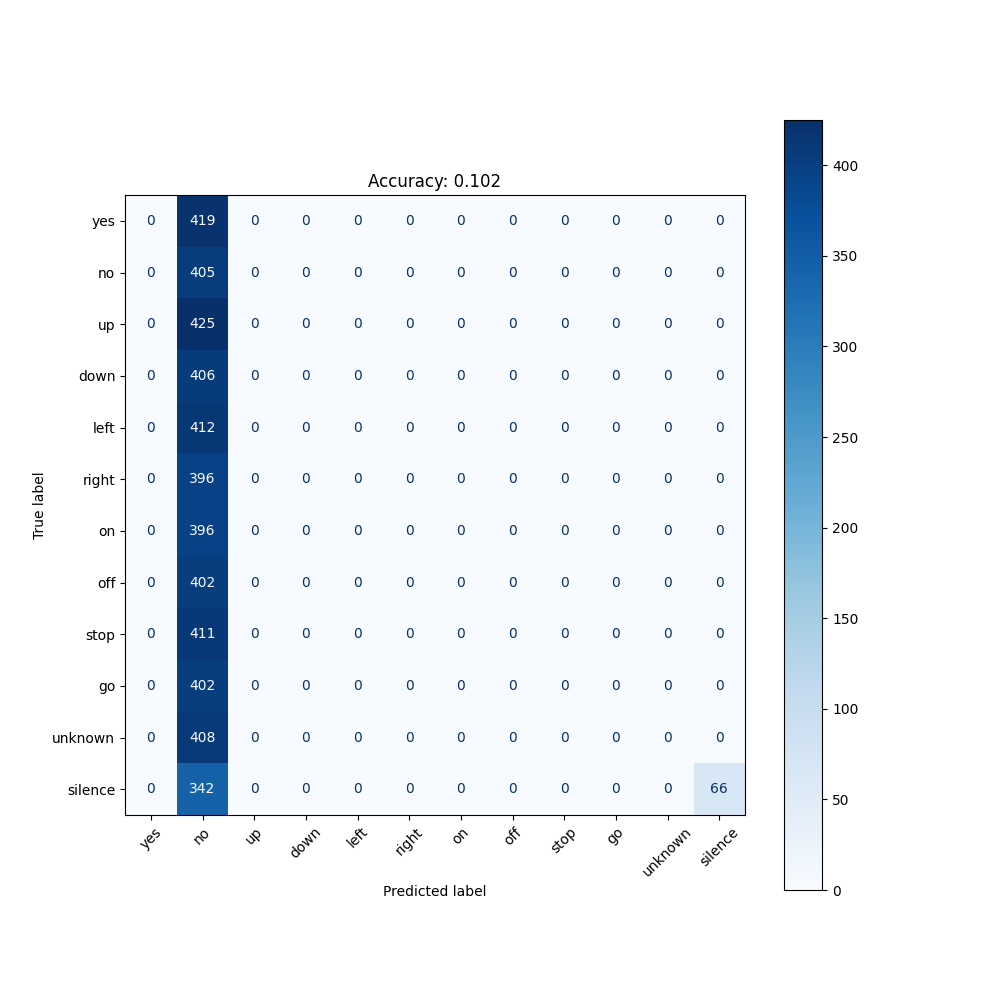 Accuracy: 0.102
yes 0 419 0 0 0 0 0 0 0 0 0 0
no 0 405 0 0 0 0 0 0 0 0 0 0
up 0 425 0 0 0 0 0 0 0 0 0 0
down 0 406 0 0 0 0 0 0 0 0 0 0
left 0 412 0 0 0 0 0 0 0 0 0 0
right 0 396 0 0 0 0 0 0 0 0 0 0
on 0 396 0 0 0 0 0 0 0 0 0 0
off 0 402 0 0 0 0 0 0 0 0 0 0
stop 0 411 0 0 0 0 0 0 0 0 0 0
go 0 402 0 0 0 0 0 0 0 0 0 0
unknown 0 408 0 0 0 0 0 0 0 0 0 0
silence 0 342 0 0 0 0 0 0 0 0 0 66
yes no up down left right on off stop go unknown silence
Predicted label
True label
400
350
300
250
200
150
100
50
0